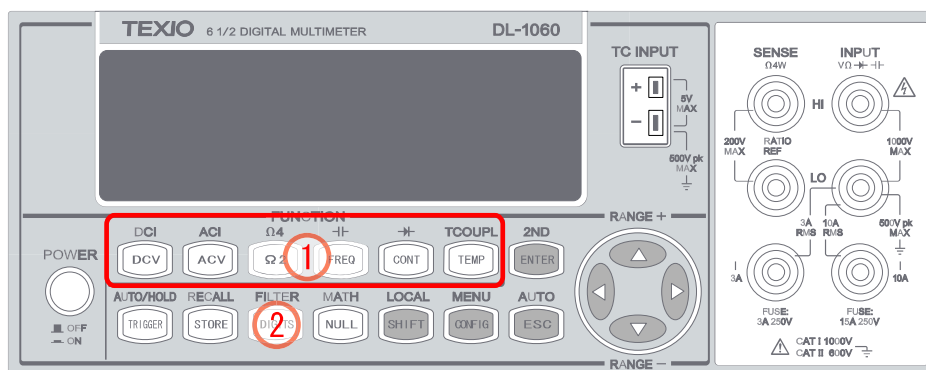 TEXIO 6 1/2 DIGITAL MULTIMETER DL-1060
TC INPUT
+
−
5V
MAX
500V pk
MAX
SENSE
Ω4W
INPUT
VΩ
HI
200V
MAX
RATIO
REF
1000V
MAX
LO
3A
RMS
10A
RMS
500V pk
MAX
3A
10A
FUSE:
3A 250V
FUSE:
15A 250V
CAT I 1000V
CAT II 600V
FUNCTION
DCI ACI Ω4 TCOUPL 2ND
POWER
DCV ACV Ω2 1 FREQ CONT TEMP ENTER
AUTO/HOLD RECALL FILTER MATH LOCAL MENU AUTO
TRIGGER STORE DIGITS 2 NULL SHIFT CONFIG ESC
OFF
ON
RANGE +
RANGE −